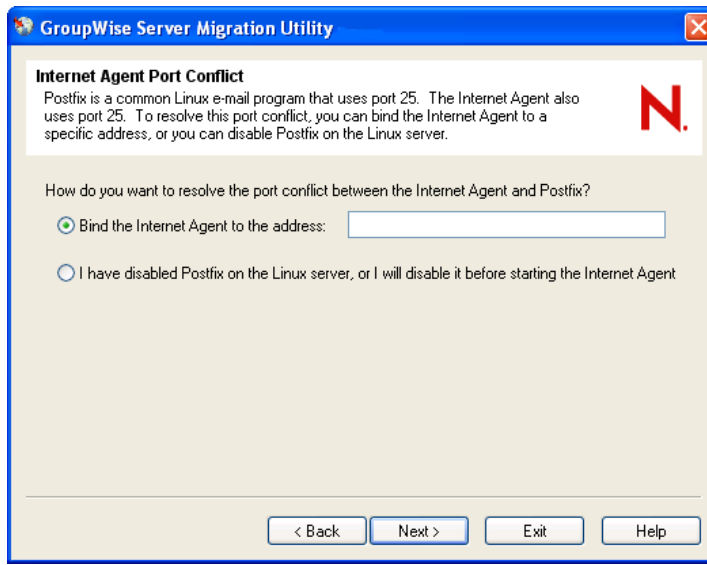 GroupWise Server Migration Utility
Internet Agent Port Conflict
Postfix is a common Linux e-mail program that uses port 25. The Internet Agent also
uses port 25. To resolve this port conflict, you can bind the Internet Agent to a
specific address, or you can disable Postfix on the Linux server.
N.
How do you want to resolve the port conflict between the Internet Agent and Postfix?
Bind the Internet Agent to the address:
I have disabled Postfix on the Linux server, or I will disable it before starting the Internet Agent
< Back
Next >
Exit
Help